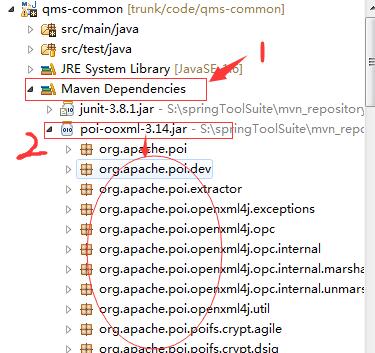 qms-common [trunk/code/qms-common]
src/main/java
src/test/java
JRE System Library
1
Maven Dependencies
junit-3.8.1.jar - S:\springToolSuite\mvn_repository
2
poi-ooxml-3.14.jar - S:\springToolSuite\mvn_repo
org.apache.poi
org.apache.poi.dev
org.apache.poi.extractor
org.apache.poi.openxml4j.exceptions
org.apache.poi.openxml4j.opc
org.apache.poi.openxml4j.opc.internal
org.apache.poi.openxml4j.opc.internal.marsha
org.apache.poi.openxml4j.opc.internal.unmars
org.apache.poi.openxml4j.util
org.apache.poi.poifs.crypt.agile
org.apache.poi.poifs.crypt.dsig